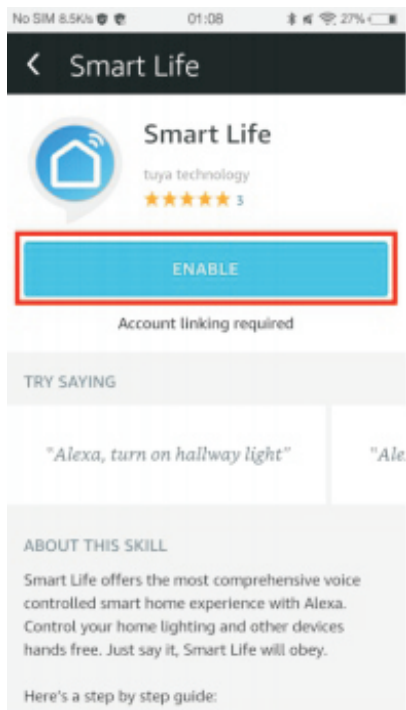 No SIM 8.5K/s 01:08 27%
Smart Life
Smart Life
tuya technology
3
ENABLE
Account linking required
TRY SAYING
"Alexa, turn on hallway light"
"Ale
ABOUT THIS SKILL
Smart Life offers the most comprehensive voice
controlled smart home experience with Alexa.
Control your home lighting and other devices
hands free. Just say it, Smart Life will obey.
Here's a step by step guide: